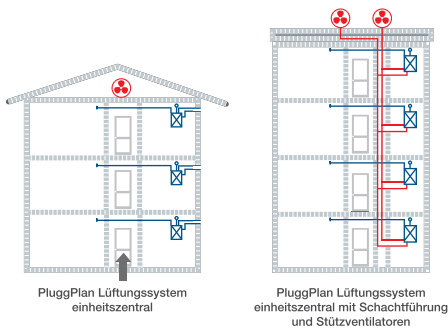 PluggPlan Lüftungssystem
einheitszentral
PluggPlan Lüftungssystem
einheitszentral mit Schachtführung
und Stützventilatoren